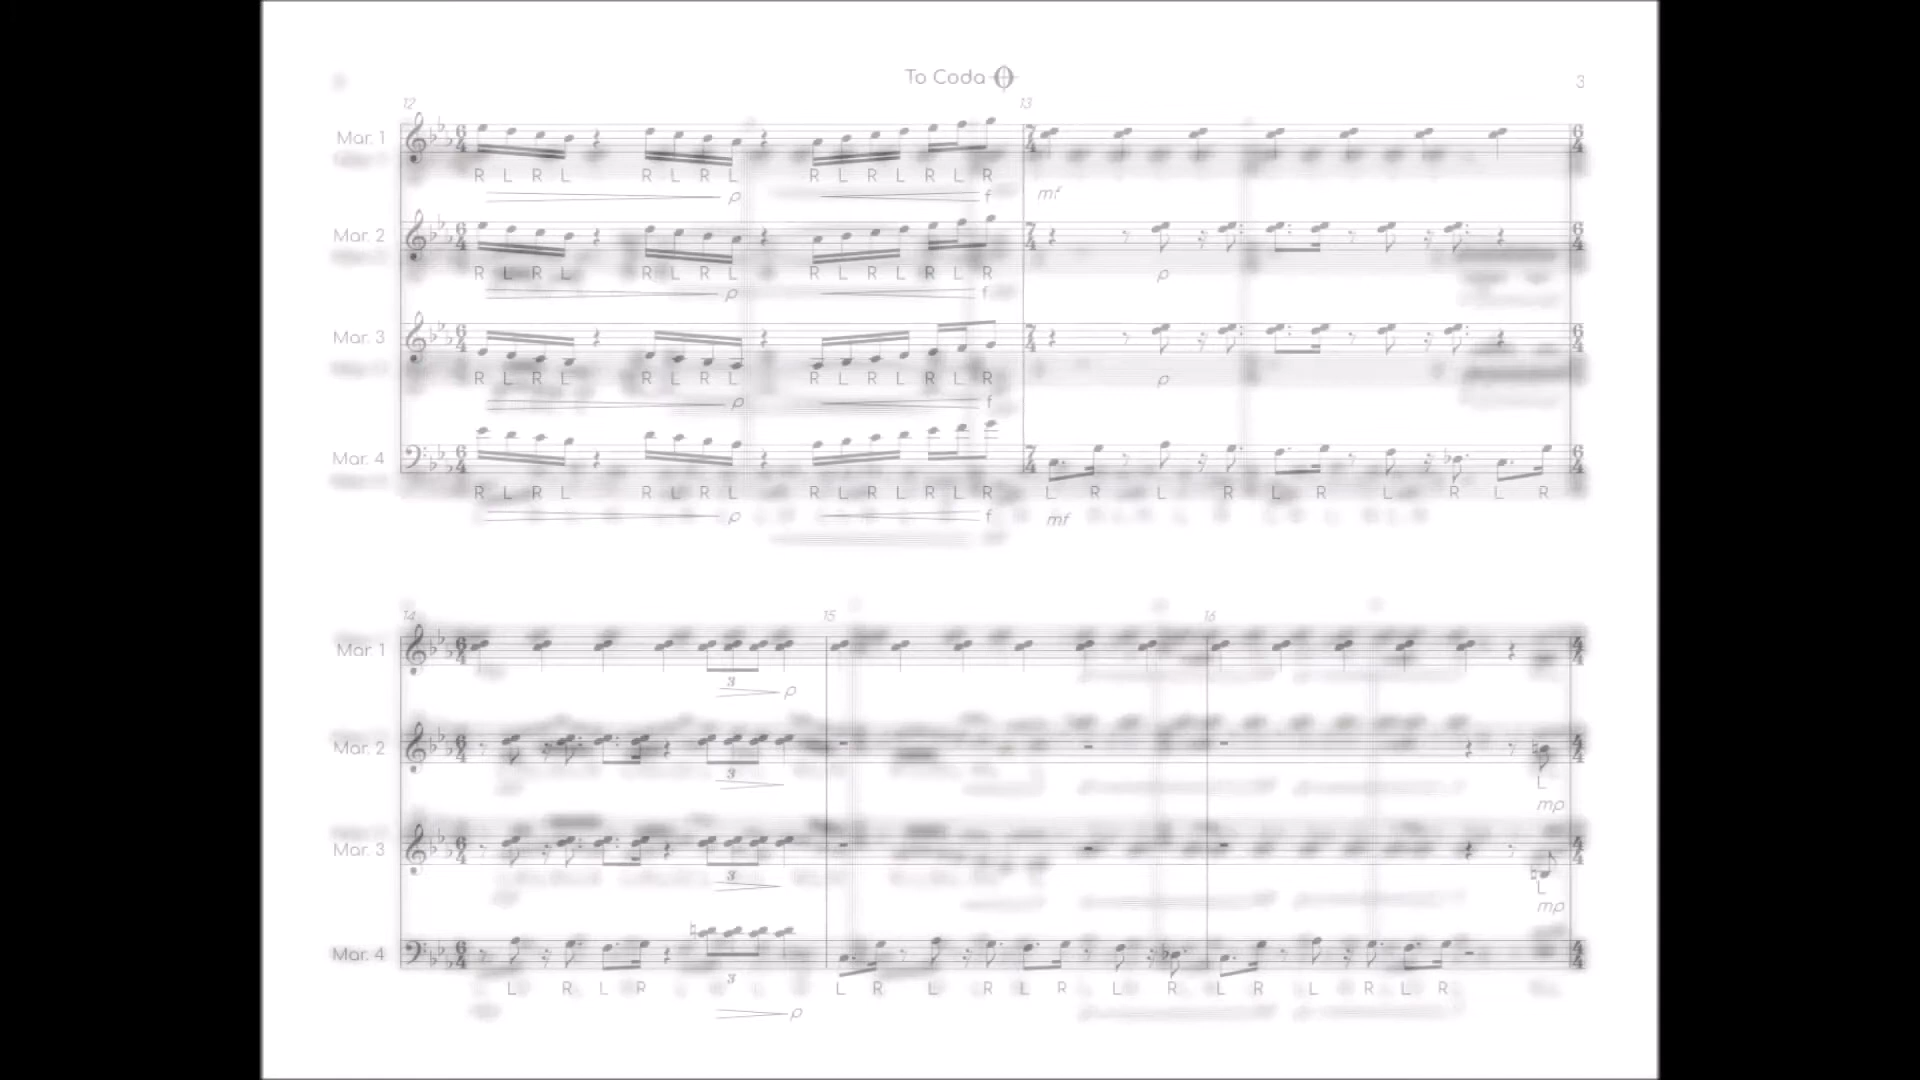 To Coda
3
12 13
Mar. 1
R L R L R L R L R L R L R L R
p f mf
Mar. 2
R L R L R L R L R L R L R L R
p f p
Mar. 3
R L R L R L R L R L R L R L R
p f p
Mar. 4
R L R L R L R L R L R L R L R L R L R L R L R L R
p f mf
14 15 16
Mar. 1
3
p
Mar. 2
3
L
mp
Mar. 3
3
L
mp
Mar. 4
3
L R L R L R L R L R L R L R L R L R
p